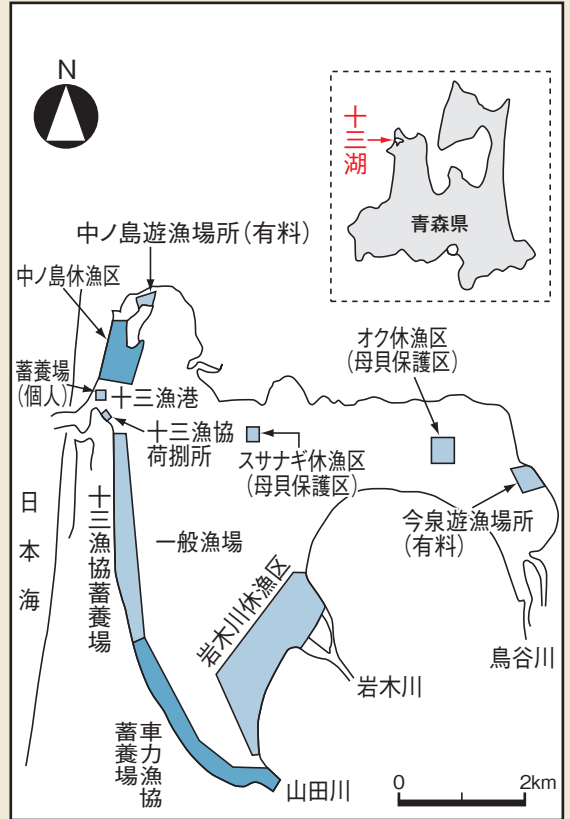 N
十三湖
青森県
中ノ島遊漁場所(有料)
中ノ島休漁区
蓄養場
(個人)
十三漁港
十三漁協
荷捌所
オク休漁区
(母貝保護区)
スサナギ休漁区
(母貝保護区)
今泉遊漁場所
(有料)
日本海
十三漁協蓄養場
一般漁場
岩木川休漁区
鳥谷川
岩木川
車力漁協
蓄養場
山田川
0 2km